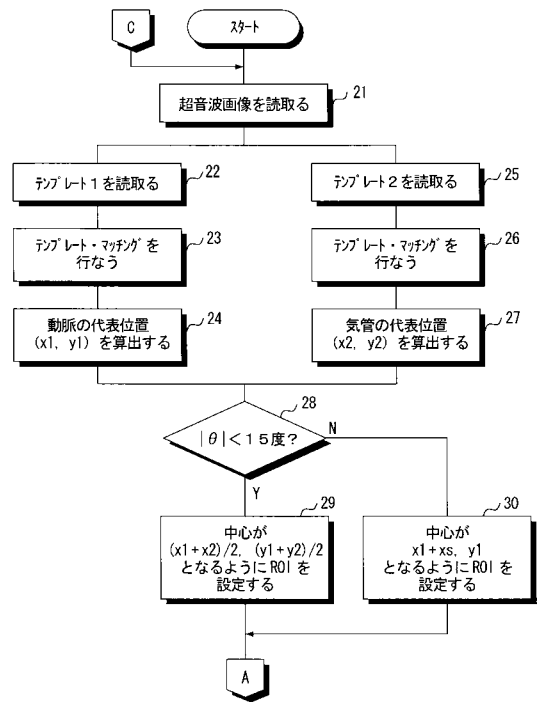 C
スタート
超音波画像を読取る
21
テンプレート1を読取る
22
テンプレート2を読取る
25
テンプレート・マッチングを
行なう
23
テンプレート・マッチングを
行なう
26
動脈の代表位置
(x1, y1) を算出する
24
気管の代表位置
(x2, y2) を算出する
27
28
|θ|<15度?
N
Y
29
中心が
(x1+x2)/2, (y1+y2)/2
となるようにROIを
設定する
30
中心が
x1+xs, y1
となるようにROIを
設定する
A